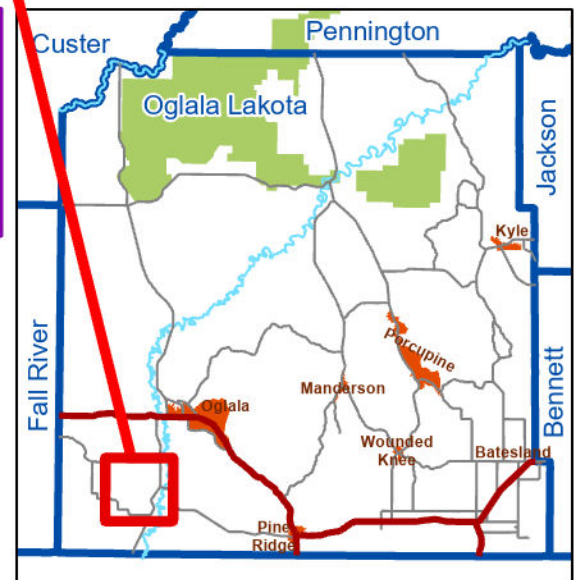 Custer
Pennington
Oglala Lakota
Jackson
Kyle
Fall River
Porcupine
Manderson
Oglala
Bennett
Wounded
Knee
Batesland
Pine
Ridge